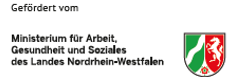 Gefördert vom
Ministerium für Arbeit,
Gesundheit und Soziales
des Landes Nordrhein-Westfalen